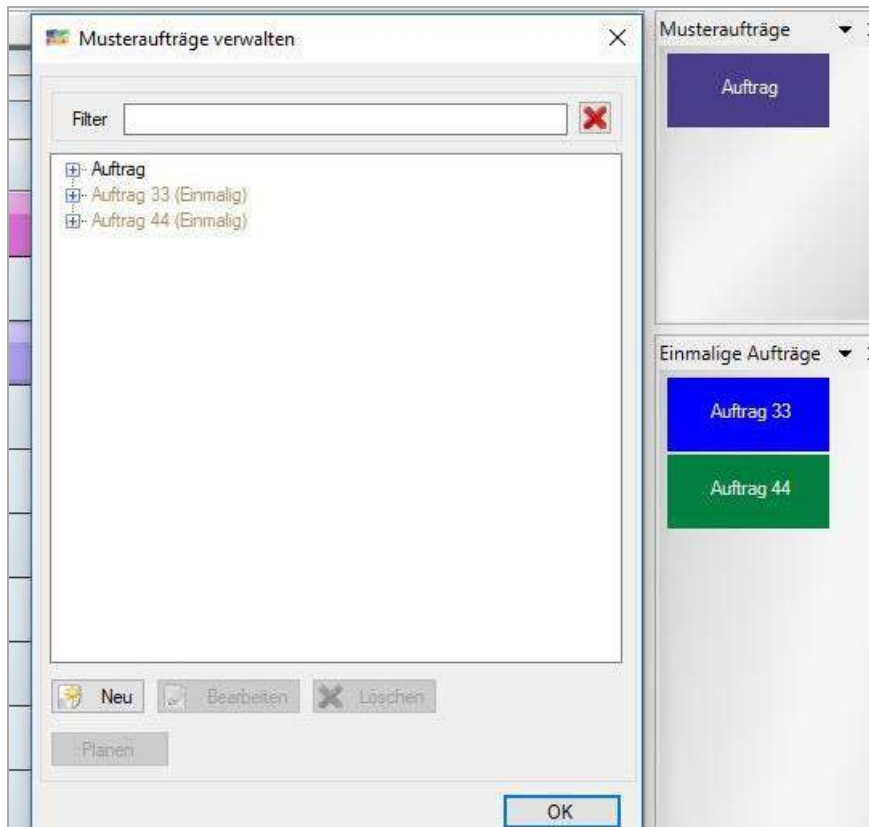 Musteraufträge verwalten
Filter
Auftrag
Auftrag 33 (Einmalig)
Auftrag 44 (Einmalig)
Neu
Bearbeiten
Löschen
Planen
OK
Musteraufträge
Auftrag
Einmalige Aufträge
Auftrag 33
Auftrag 44